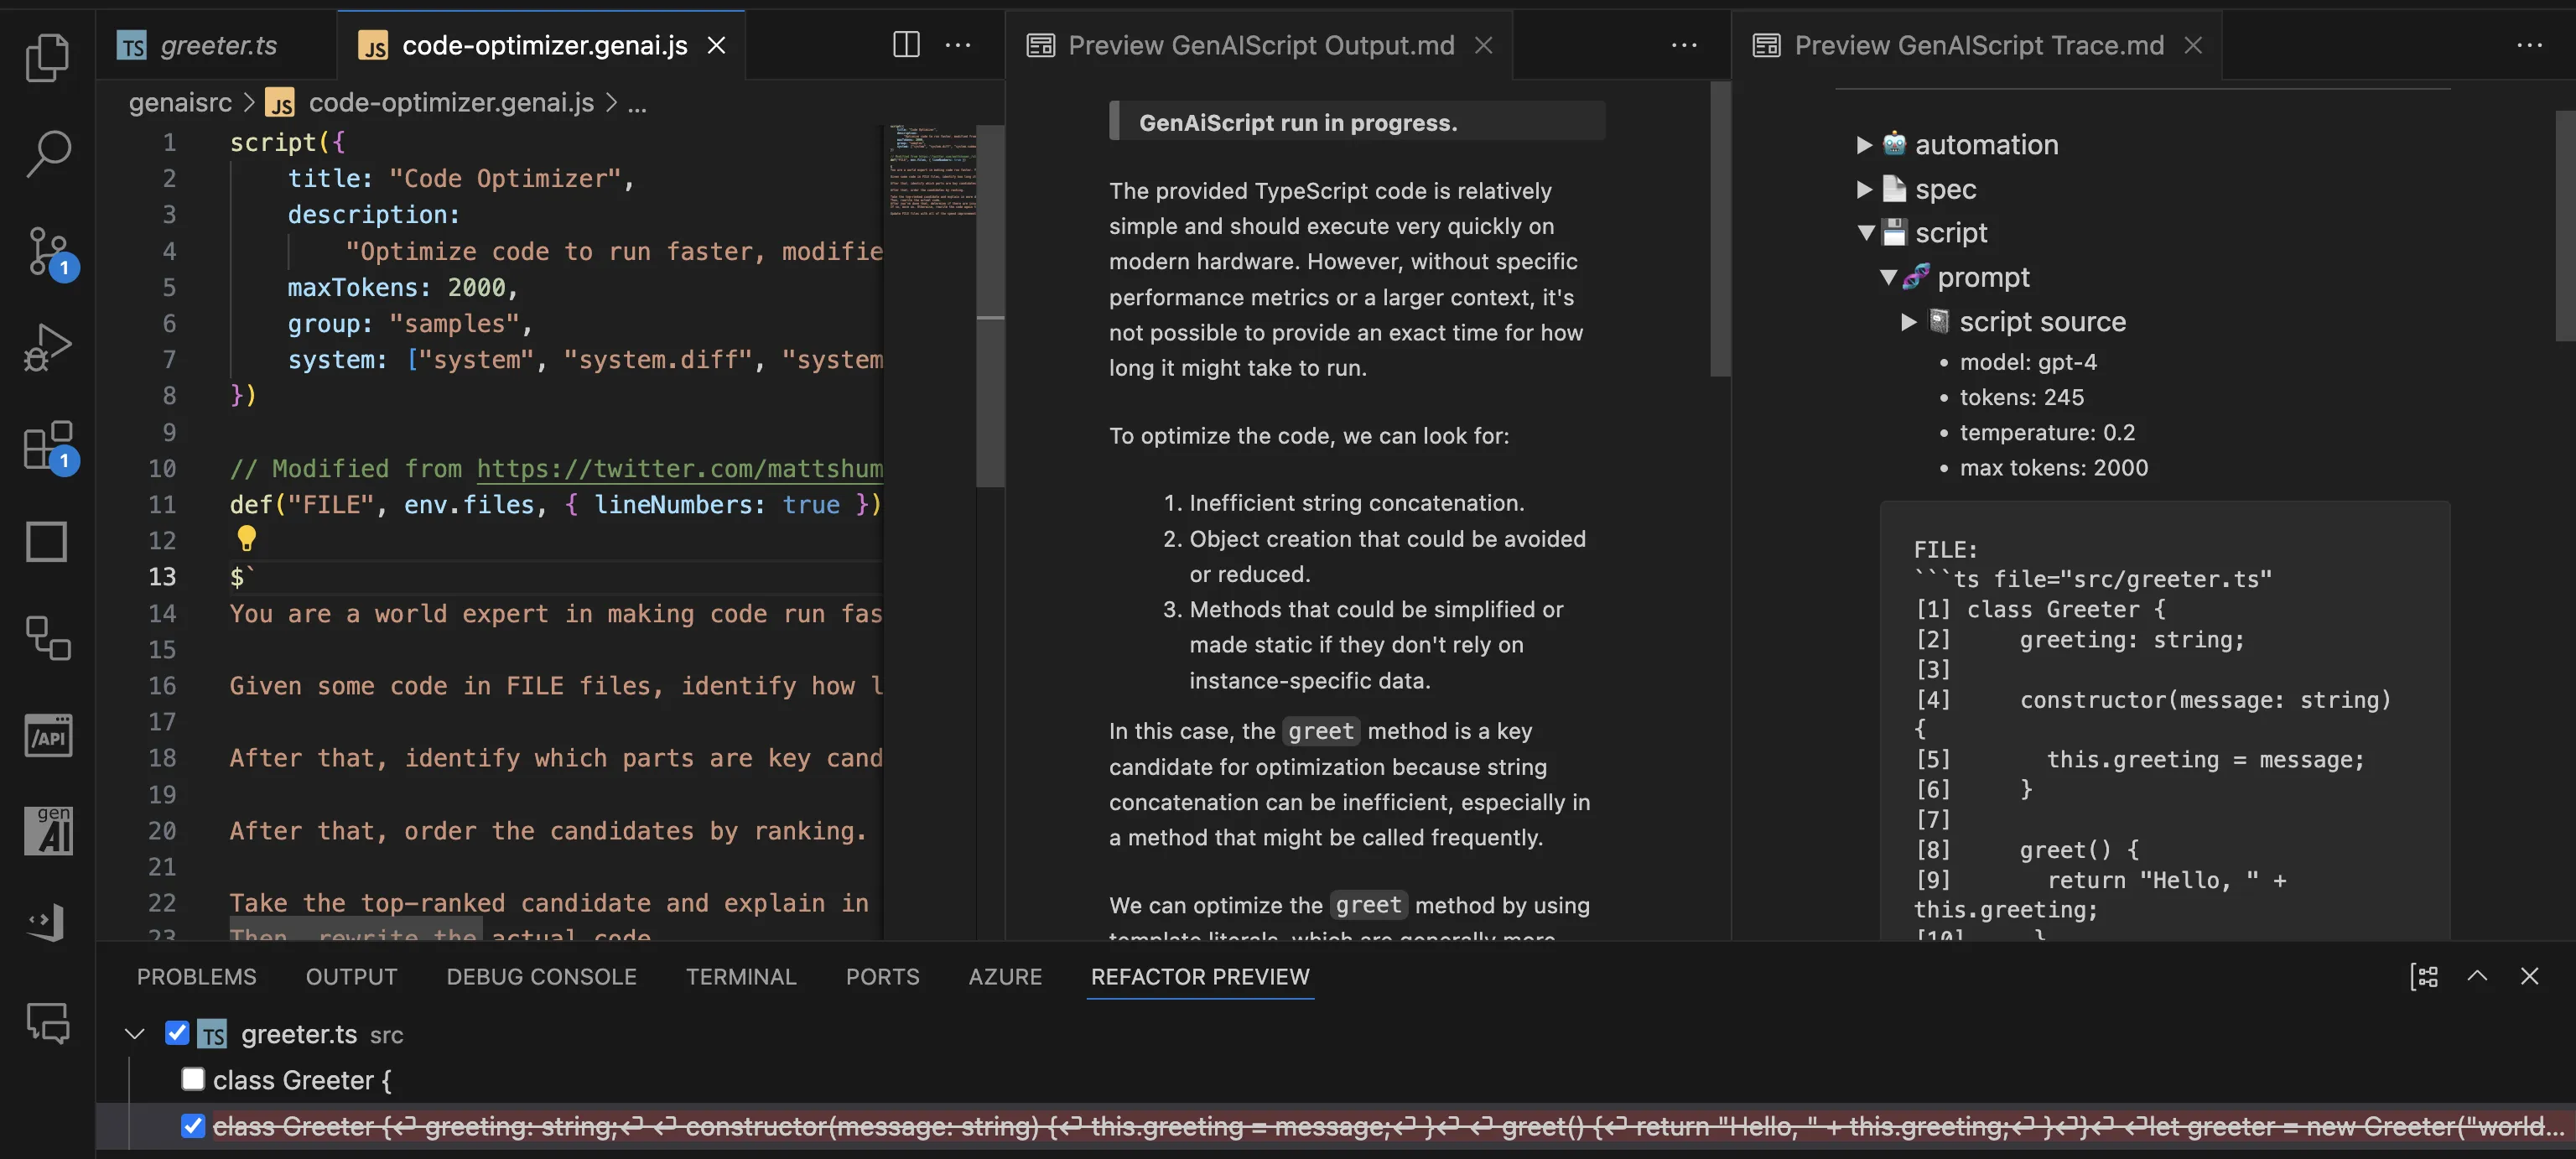 TS greeter.ts
JS code-optimizer.genai.js
Preview GenAIScript Output.md
Preview GenAIScript Trace.md
genaisrc > JS code-optimizer.genai.js > ...
1 script({
2 title: "Code Optimizer",
3 description:
4 "Optimize code to run faster, modifie
5 maxTokens: 2000,
6 group: "samples",
7 system: ["system", "system.diff", "system
8 })
9
10 // Modified from https://twitter.com/mattshum
11 def("FILE", env.files, { lineNumbers: true })
12
13 $`
14 You are a world expert in making code run fas
15
16 Given some code in FILE files, identify how l
17
18 After that, identify which parts are key cand
19
20 After that, order the candidates by ranking.
21
22 Take the top-ranked candidate and explain in
23 Then, rewrite the actual code
1
1
/API
gen
AI
GenAiScript run in progress.
The provided TypeScript code is relatively
simple and should execute very quickly on
modern hardware. However, without specific
performance metrics or a larger context, it's
not possible to provide an exact time for how
long it might take to run.
To optimize the code, we can look for:
1. Inefficient string concatenation.
2. Object creation that could be avoided
or reduced.
3. Methods that could be simplified or
made static if they don't rely on
instance-specific data.
In this case, the greet method is a key
candidate for optimization because string
concatenation can be inefficient, especially in
a method that might be called frequently.
We can optimize the greet method by using
template literals, which are generally more
automation
spec
script
prompt
script source
• model: gpt-4
• tokens: 245
• temperature: 0.2
• max tokens: 2000
FILE:
```ts file="src/greeter.ts"
[1] class Greeter {
[2] greeting: string;
[3]
[4] constructor(message: string)
{
[5] this.greeting = message;
[6] }
[7]
[8] greet() {
[9] return "Hello, " +
this.greeting;
[10] }
PROBLEMS OUTPUT DEBUG CONSOLE TERMINAL PORTS AZURE REFACTOR PREVIEW
TS greeter.ts src
class Greeter {
class Greeter {⏎ greeting: string;⏎ ⏎ constructor(message: string) {⏎ this.greeting = message;⏎ }⏎ ⏎ greet() {⏎ return "Hello, " + this.greeting;⏎ }⏎}⏎ ⏎let greeter = new Greeter("world...